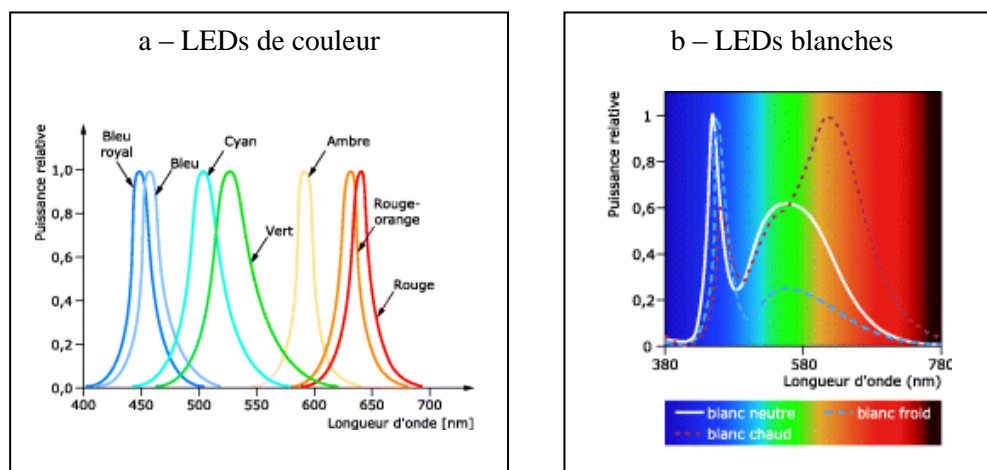 a – LEDs de couleur
Puissance relative
1,0
0,8
0,6
0,4
0,2
0,0
Bleu
royal
Bleu
Cyan
Vert
Ambre
Rouge-
orange
Rouge
400 450 500 550 600 650 700
Longueur d'onde [nm]
b – LEDs blanches
Puissance relative
1
0,8
0,6
0,4
0,2
0
380 580 780
Longueur d'onde (nm)
blanc neutre
blanc froid
blanc chaud